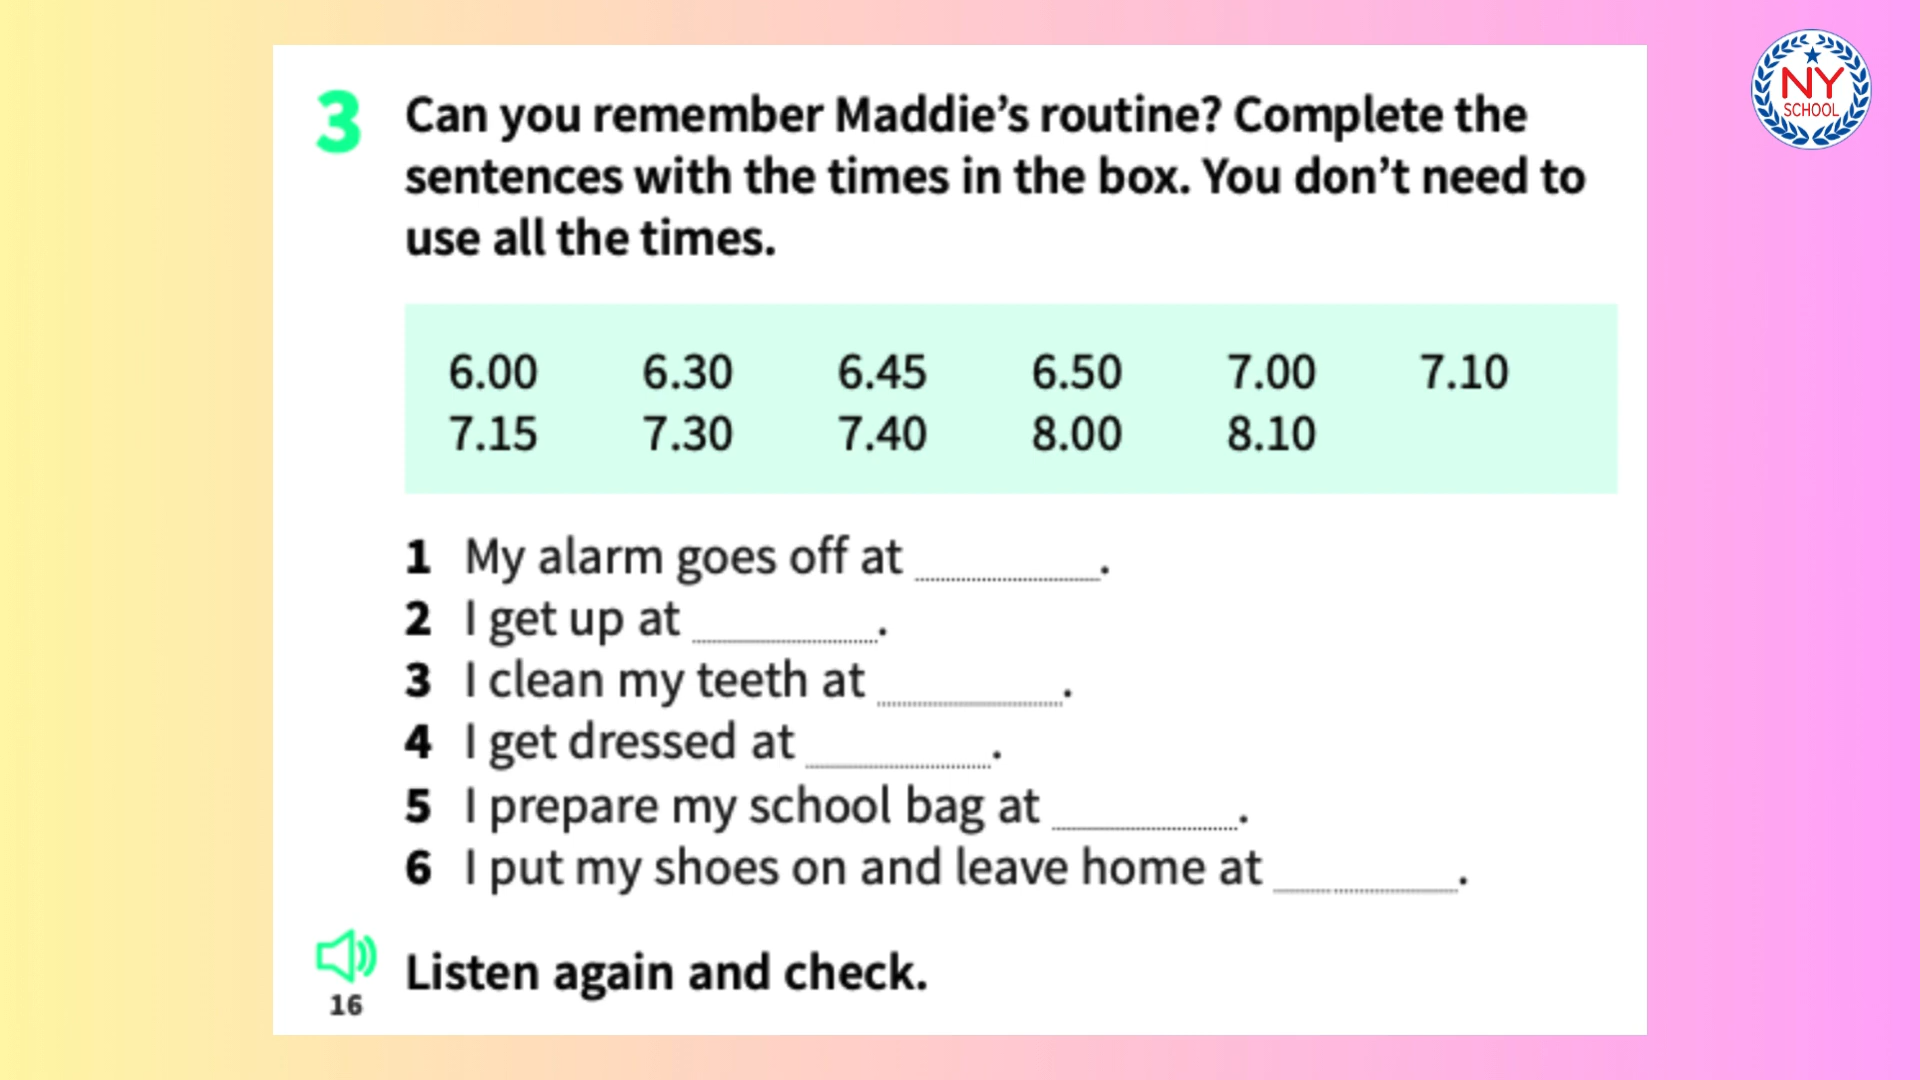 NY
SCHOOL
3 Can you remember Maddie’s routine? Complete the
sentences with the times in the box. You don’t need to
use all the times.
6.00 6.30 6.45 6.50 7.00 7.10
7.15 7.30 7.40 8.00 8.10
1 My alarm goes off at ..............................
2 I get up at ..............................
3 I clean my teeth at ..............................
4 I get dressed at ..............................
5 I prepare my school bag at ..............................
6 I put my shoes on and leave home at ..............................
Listen again and check.
16